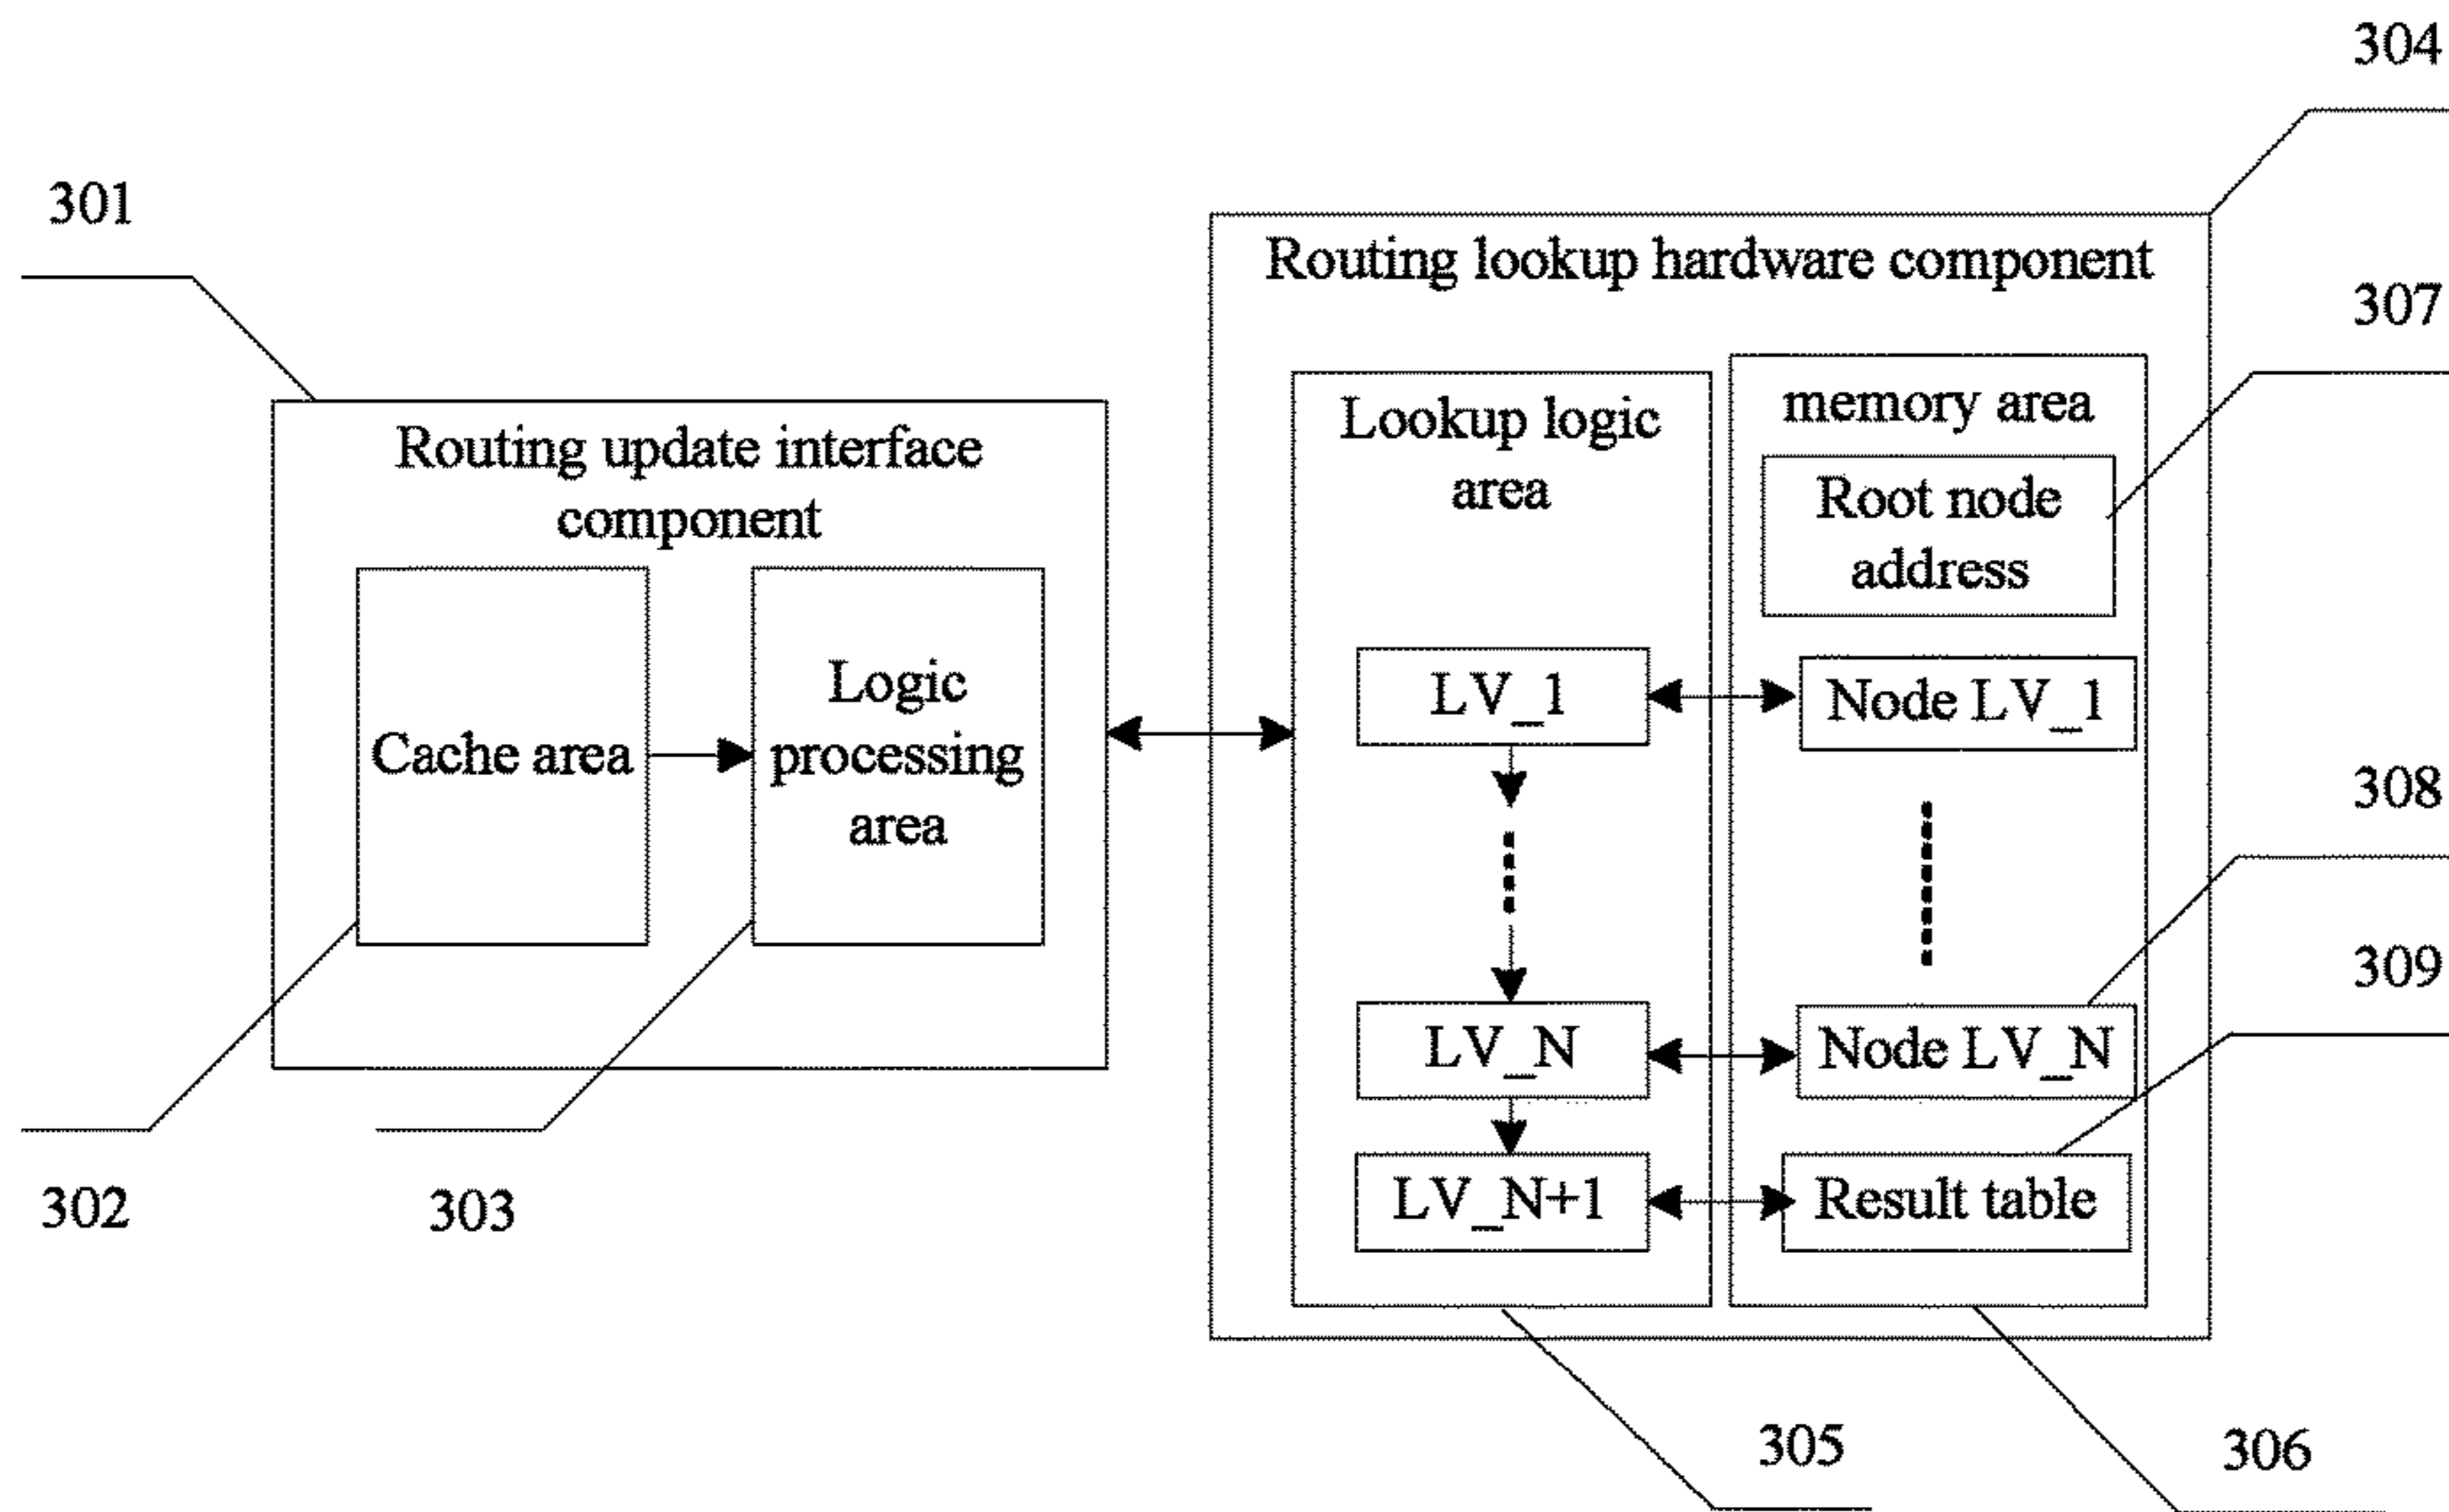 304
301
Routing lookup hardware component
307
Lookup logic
area
memory area
Root node
address
Routing update interface
component
Cache area
Logic
processing
area
LV_1
Node LV_1
308
309
LV_N
Node LV_N
LV_N+1
Result table
302
303
305
306